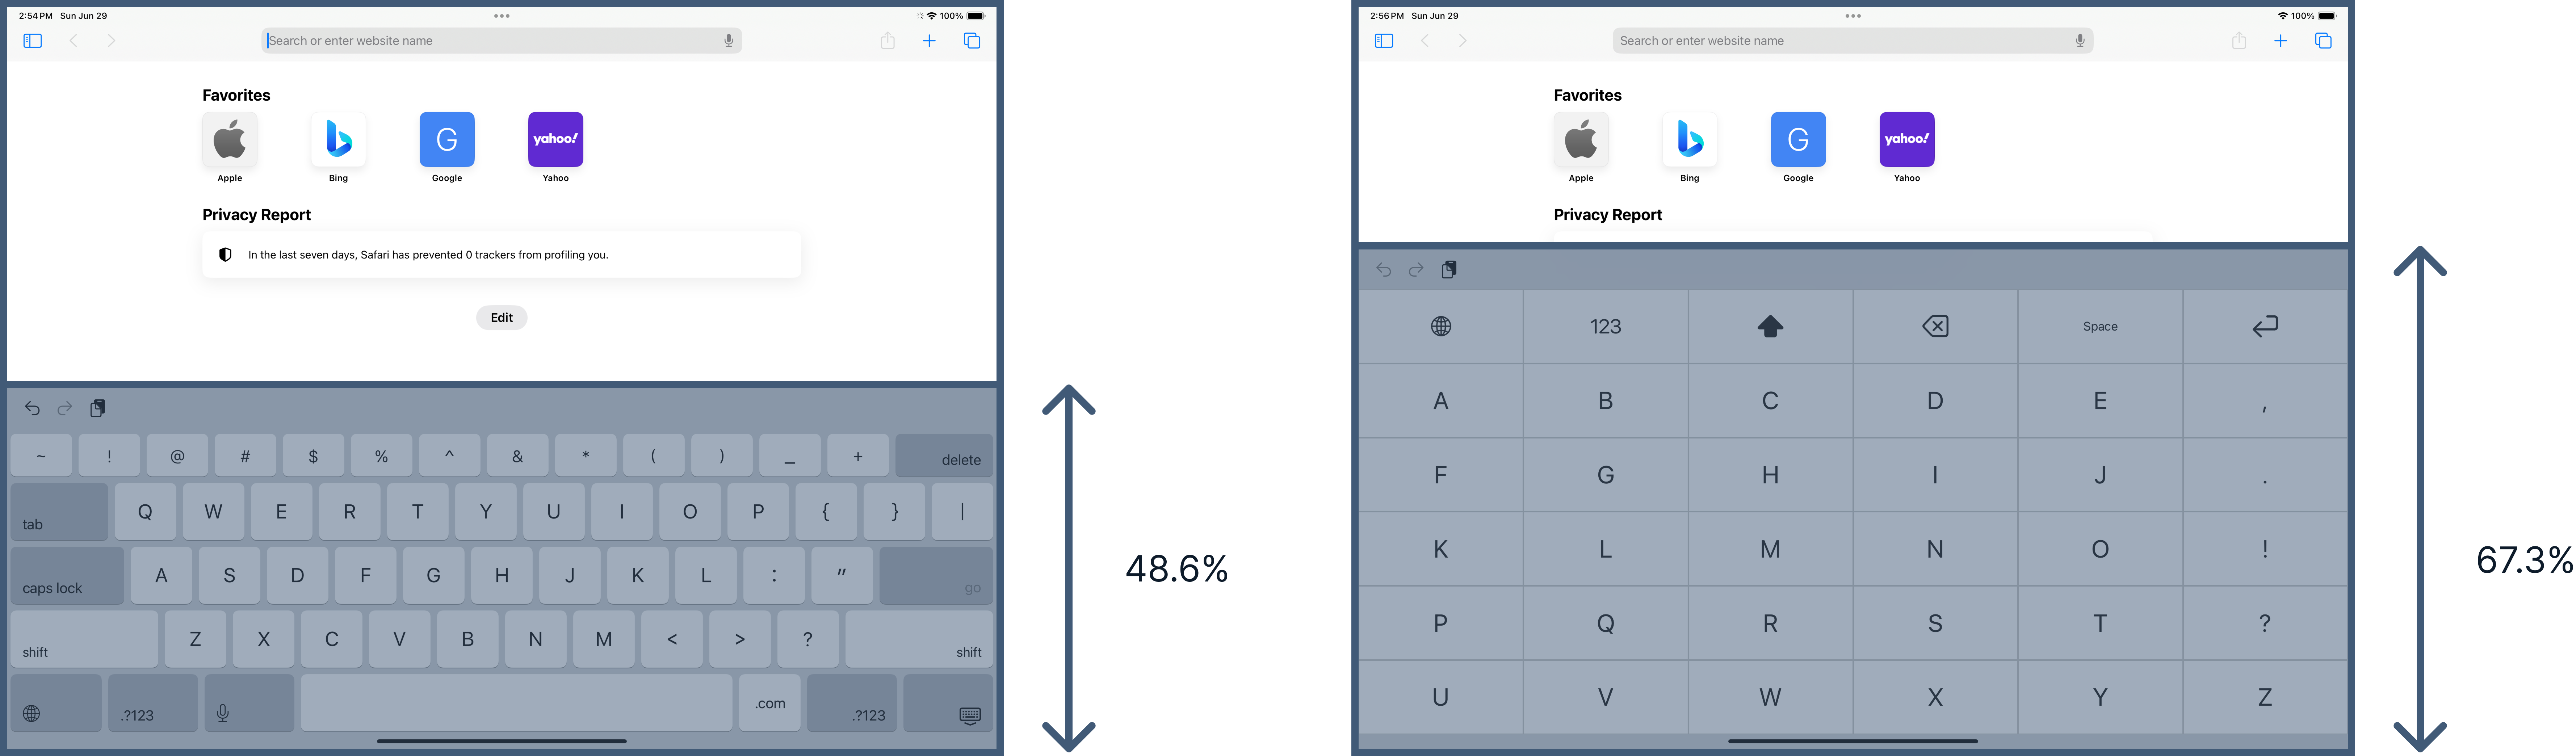 2:54 PM Sun Jun 29
100%
Search or enter website name
Favorites
G
yahoo!
Apple
Bing
Google
Yahoo
Privacy Report
In the last seven days, Safari has prevented 0 trackers from profiling you.
Edit
~ ! @ # $ % ^ & * ( ) _ + delete
tab Q W E R T Y U I O P { } |
caps lock A S D F G H J K L : " go
shift Z X C V B N M < > ? shift
.?123 .com .?123
48.6%
2:56 PM Sun Jun 29
100%
Search or enter website name
Favorites
G
yahoo!
Apple
Bing
Google
Yahoo
Privacy Report
123 Space
A B C D E ,
F G H I J .
K L M N O !
P Q R S T ?
U V W X Y Z
67.3%